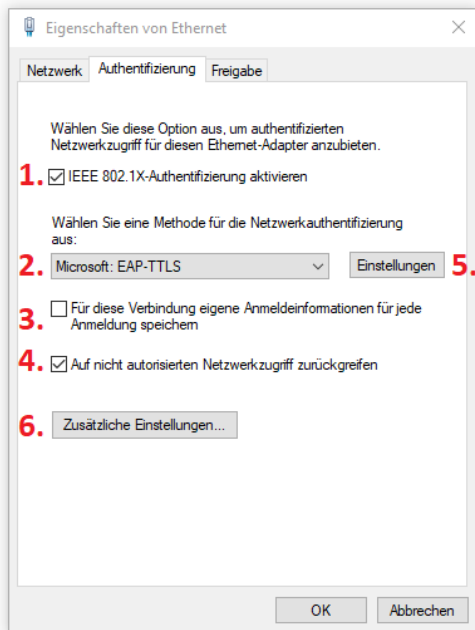 Eigenschaften von Ethernet
Netzwerk Authentifizierung Freigabe
Wählen Sie diese Option aus, um authentifizierten
Netzwerkzugriff für diesen Ethernet-Adapter anzubieten.
1. IEEE 802.1X-Authentifizierung aktivieren
Wählen Sie eine Methode für die Netzwerkauthentifizierung
aus:
2. Microsoft: EAP-TTLS Einstellungen 5.
3. Für diese Verbindung eigene Anmeldeinformationen für jede
Anmeldung speichern
4. Auf nicht autorisierten Netzwerkzugriff zurückgreifen
6. Zusätzliche Einstellungen...
OK Abbrechen